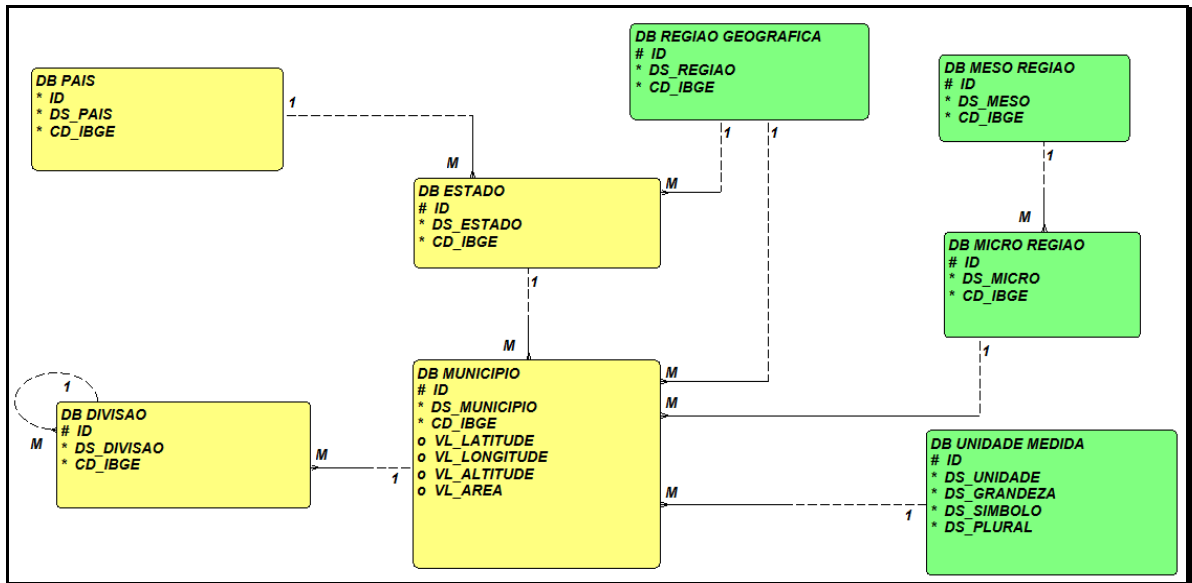 DB PAIS
* ID
* DS_PAIS
* CD_IBGE
1
M
DB REGIAO GEOGRAFICA
# ID
* DS_REGIAO
* CD_IBGE
1
1
M
DB MESO REGIAO
# ID
* DS_MESO
* CD_IBGE
1
M
DB ESTADO
# ID
* DS_ESTADO
* CD_IBGE
1
M
DB MICRO REGIAO
# ID
* DS_MICRO
* CD_IBGE
1
DB MUNICIPIO
# ID
* DS_MUNICIPIO
* CD_IBGE
o VL_LATITUDE
o VL_LONGITUDE
o VL_ALTITUDE
o VL_AREA
M
M
M
1
DB DIVISAO
# ID
* DS_DIVISAO
* CD_IBGE
1
M
M
1
DB UNIDADE MEDIDA
# ID
* DS_UNIDADE
* DS_GRANDEZA
* DS_SIMBOLO
* DS_PLURAL